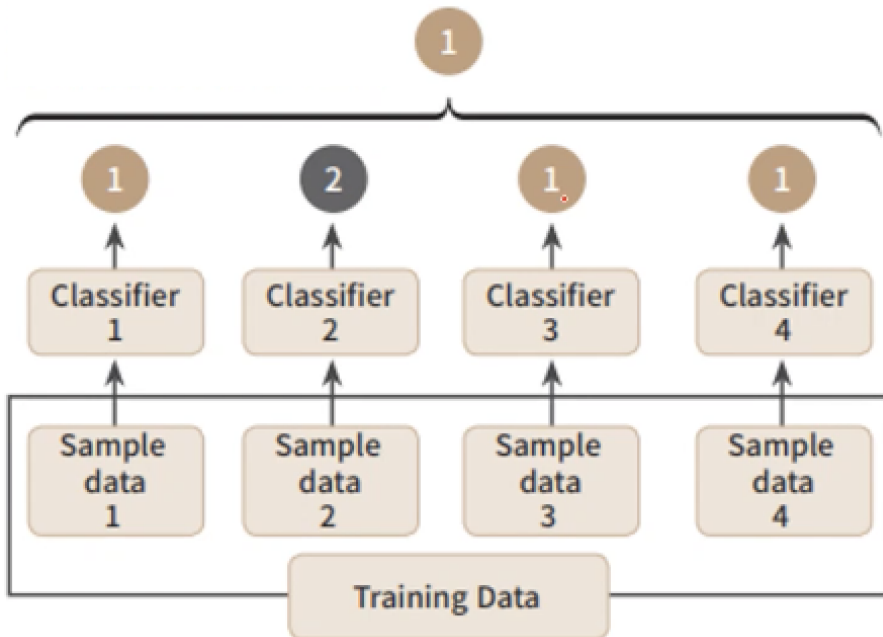 1
1
2
1
1
Classifier
1
Classifier
2
Classifier
3
Classifier
4
Sample
data
1
Sample
data
2
Sample
data
3
Sample
data
4
Training Data